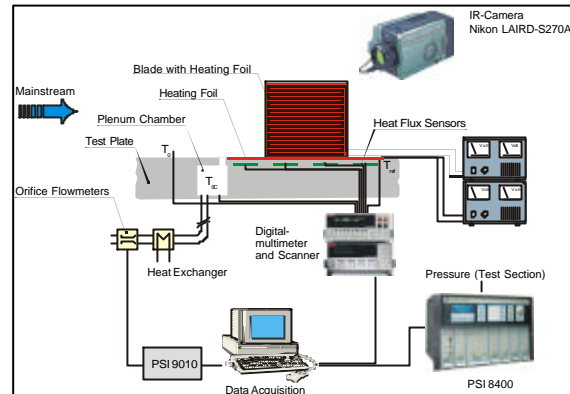 IR-Camera
Nikon LAIRD-S270A
Blade with Heating Foil
Mainstream
Heating Foil
Plenum Chamber
Heat Flux Sensors
Test Plate
T0
T0C
Tref
Orifice Flowmeters
Heat Exchanger
Digital-
multimeter
and Scanner
Pressure (Test Section)
PSI 9010
Data Acquisition
PSI 8400